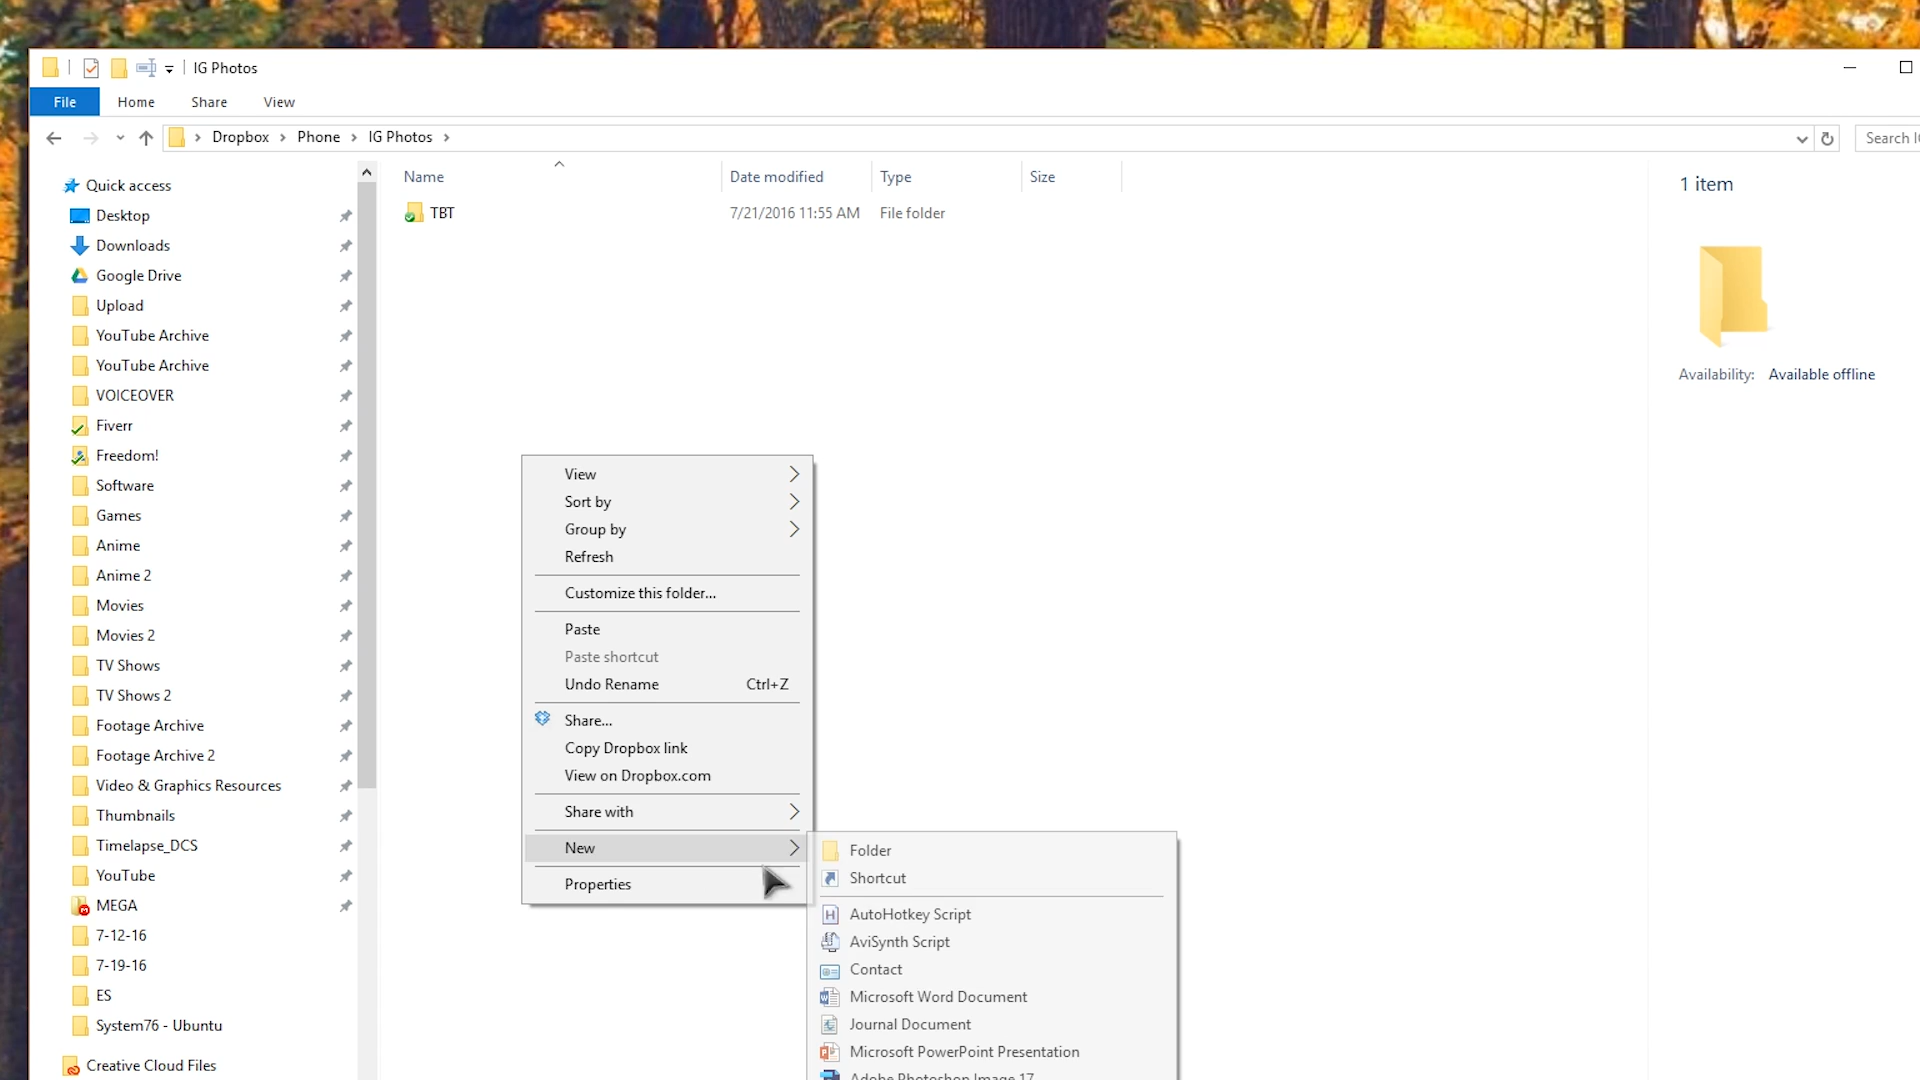 IG Photos
File Home Share View
Dropbox Phone IG Photos
Search
Name Date modified Type Size
TBT 7/21/2016 11:55 AM File folder
1 item
Availability: Available offline
Quick access
Desktop
Downloads
Google Drive
Upload
YouTube Archive
YouTube Archive
VOICEOVER
Fiverr
Freedom!
Software
Games
Anime
Anime 2
Movies
Movies 2
TV Shows
TV Shows 2
Footage Archive
Footage Archive 2
Video & Graphics Resources
Thumbnails
Timelapse_DCS
YouTube
MEGA
7-12-16
7-19-16
ES
System76 - Ubuntu
Creative Cloud Files
View
Sort by
Group by
Refresh
Customize this folder...
Paste
Paste shortcut
Undo Rename Ctrl+Z
Share...
Copy Dropbox link
View on Dropbox.com
Share with
New
Properties
Folder
Shortcut
AutoHotkey Script
AviSynth Script
Contact
Microsoft Word Document
Journal Document
Microsoft PowerPoint Presentation
Adobe Photoshop Image 17